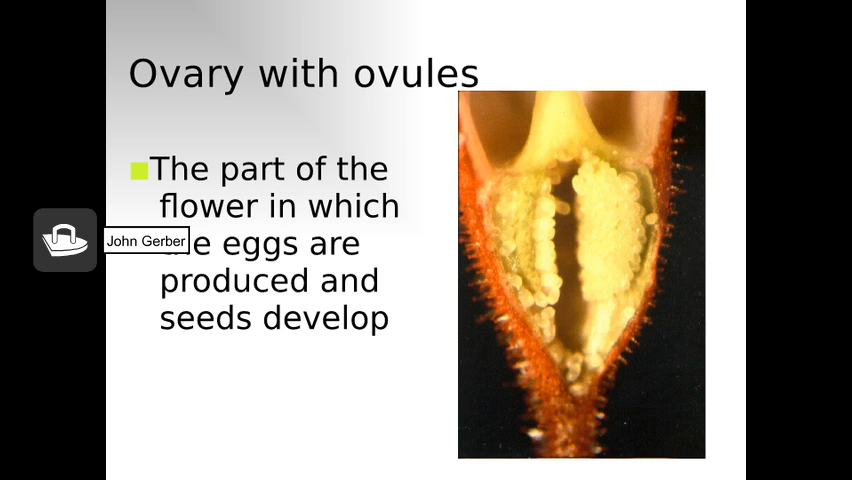 Ovary with ovules
The part of the
flower in which
John Gerber
e eggs are
produced and
seeds develop